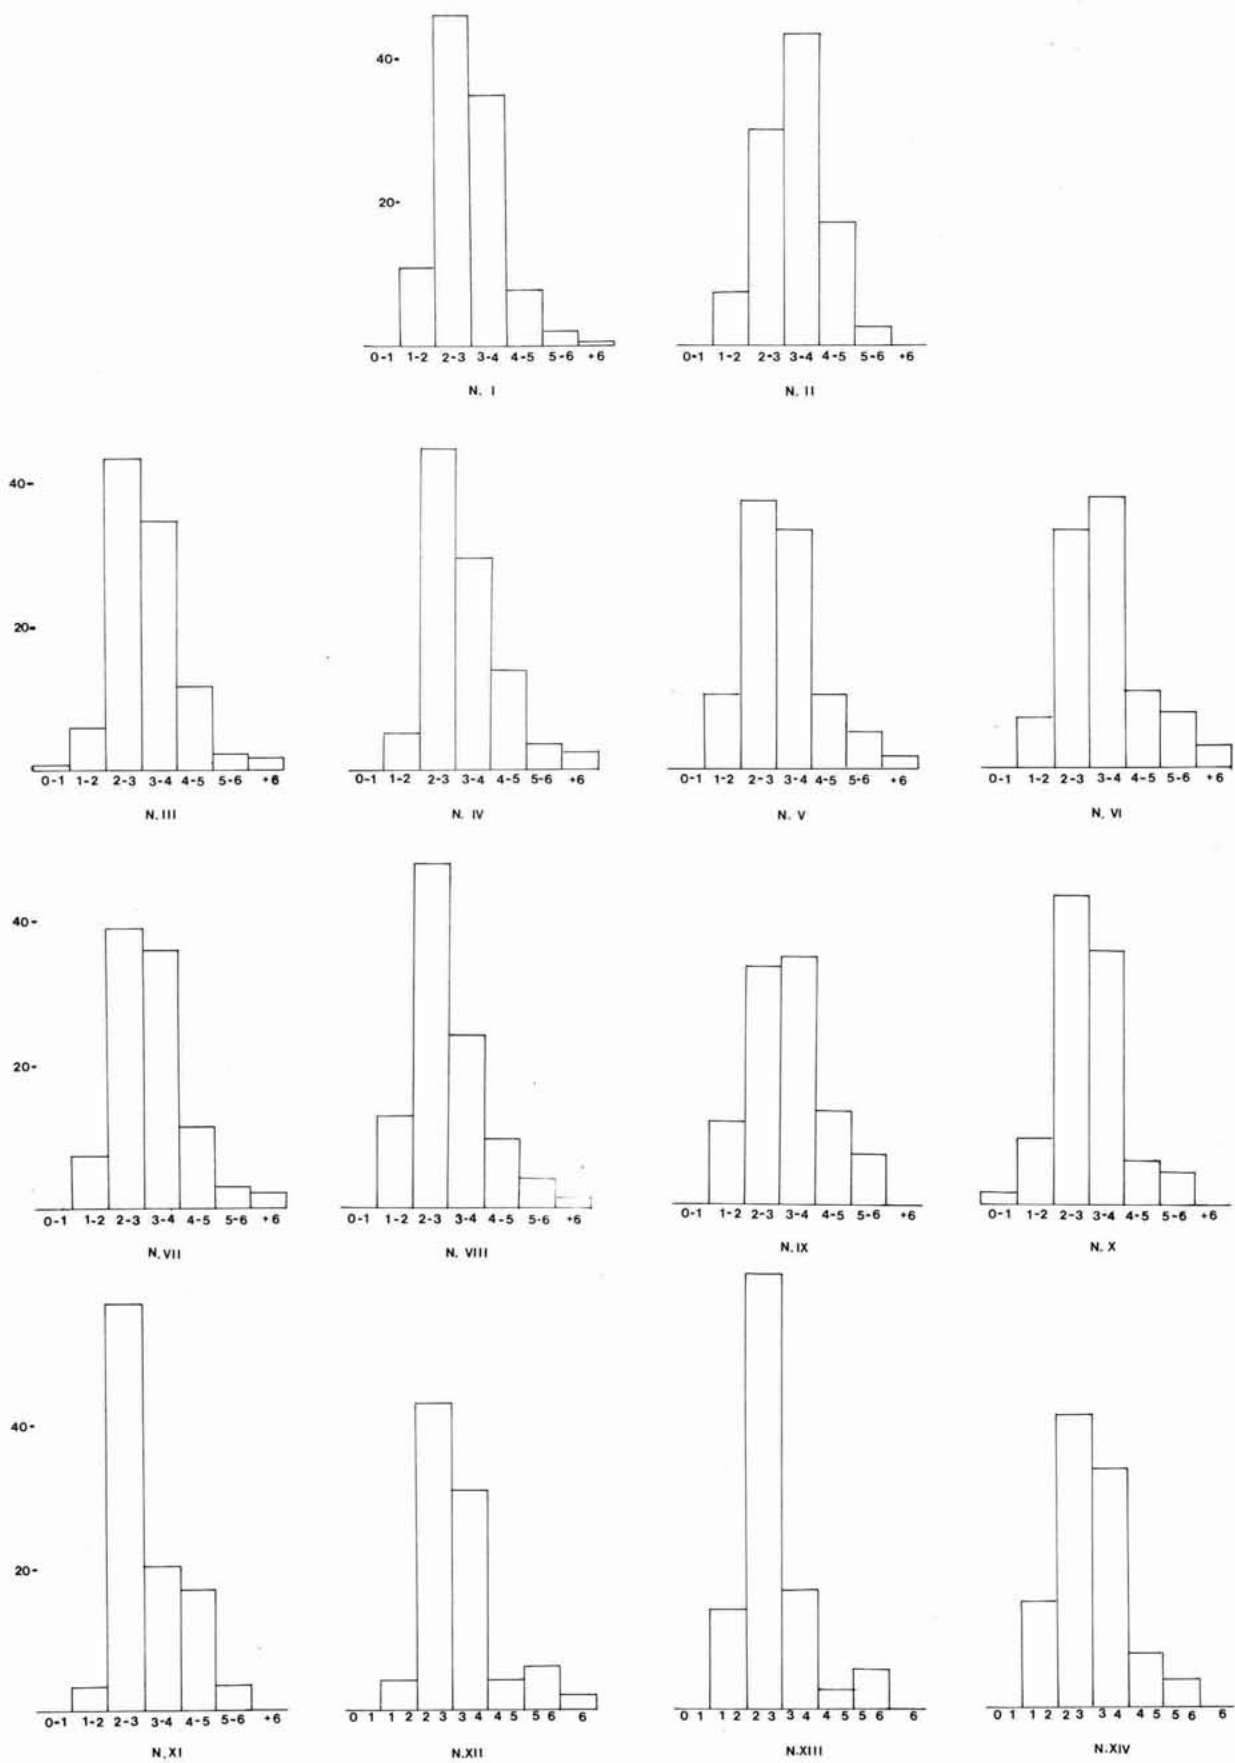 40-
20-
0-1 1-2 2-3 3-4 4-5 5-6 +6
0-1 1-2 2-3 3-4 4-5 5-6 +6
N. I
N. II
40-
20-
0-1 1-2 2-3 3-4 4-5 5-6 +6
0-1 1-2 2-3 3-4 4-5 5-6 +6
0-1 1-2 2-3 3-4 4-5 5-6 +6
0-1 1-2 2-3 3-4 4-5 5-6 +6
N. III
N. IV
N. V
N. VI
40-
20-
0-1 1-2 2-3 3-4 4-5 5-6 +6
0-1 1-2 2-3 3-4 4-5 5-6 +6
0-1 1-2 2-3 3-4 4-5 5-6 +6
0-1 1-2 2-3 3-4 4-5 5-6 +6
N. VII
N. VIII
N. IX
N. X
40-
20-
0-1 1-2 2-3 3-4 4-5 5-6 +6
0 1 1 2 2 3 3 4 4 5 5 6 6
0 1 1 2 2 3 3 4 4 5 5 6 6
0 1 1 2 2 3 3 4 4 5 5 6 6
N. XI
N.XII
N.XIII
N.XIV